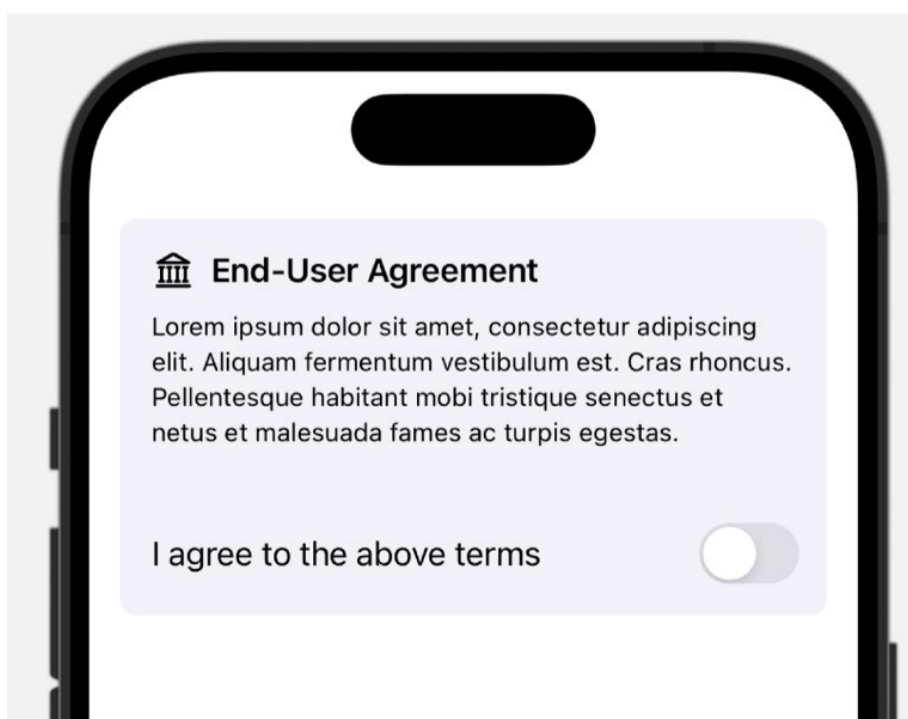 End-User Agreement
Lorem ipsum dolor sit amet, consectetur adipiscing
elit. Aliquam fermentum vestibulum est. Cras rhoncus.
Pellentesque habitant mobi tristique senectus et
netus et malesuada fames ac turpis egestas.
I agree to the above terms